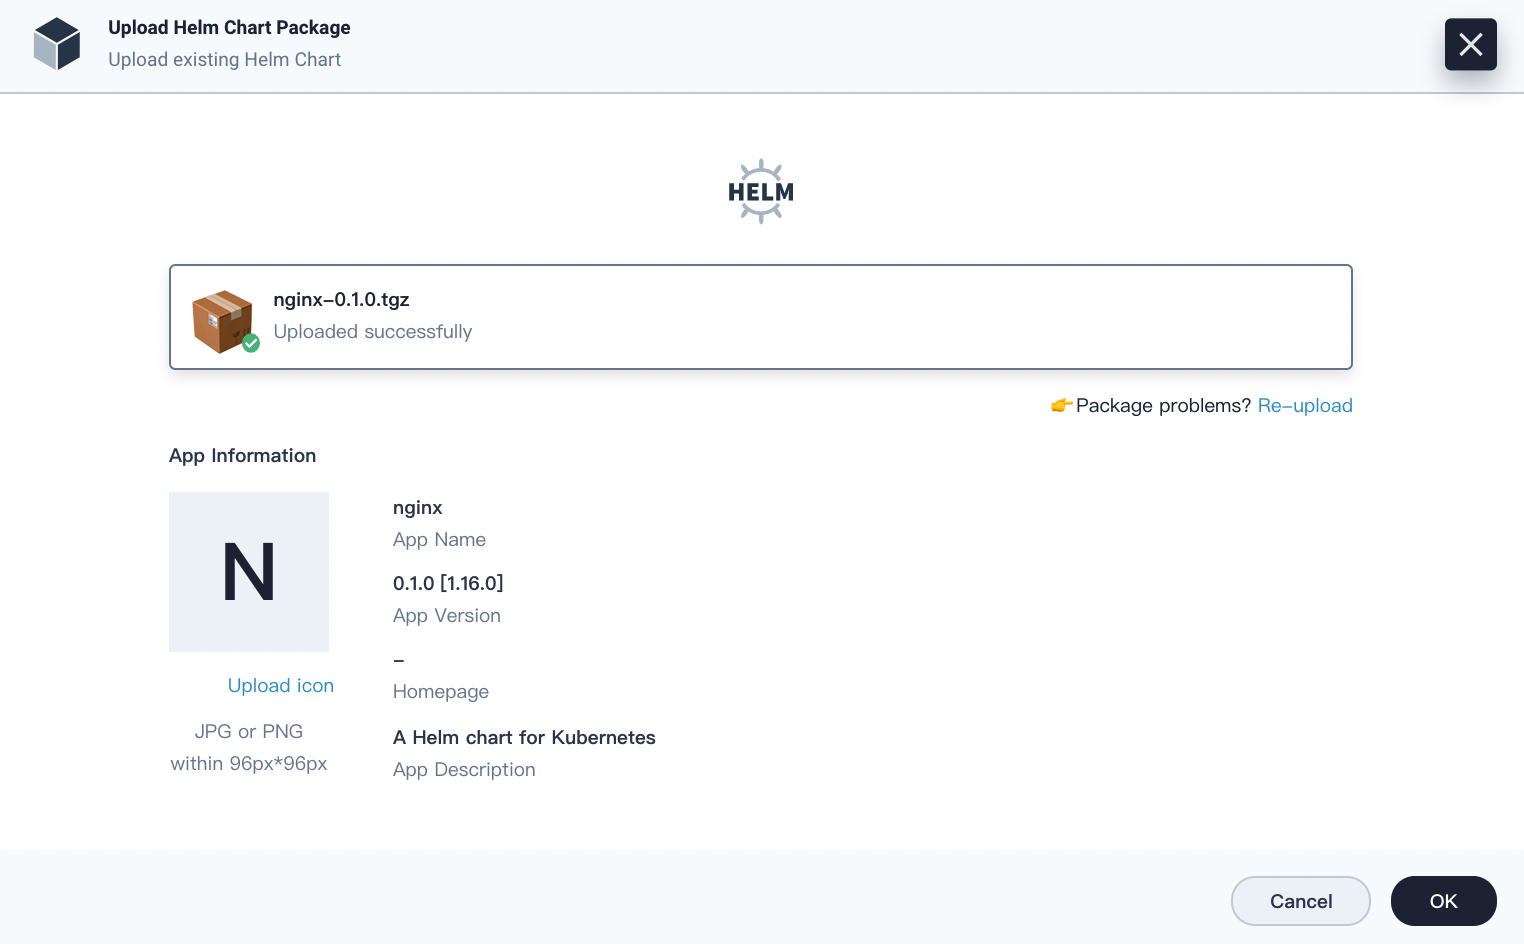 Upload Helm Chart Package
Upload existing Helm Chart
HELM
nginx-0.1.0.tgz
Uploaded successfully
👉Package problems? Re-upload
App Information
N
Upload icon
JPG or PNG
within 96px*96px
nginx
App Name
0.1.0 [1.16.0]
App Version
-
Homepage
A Helm chart for Kubernetes
App Description
Cancel
OK